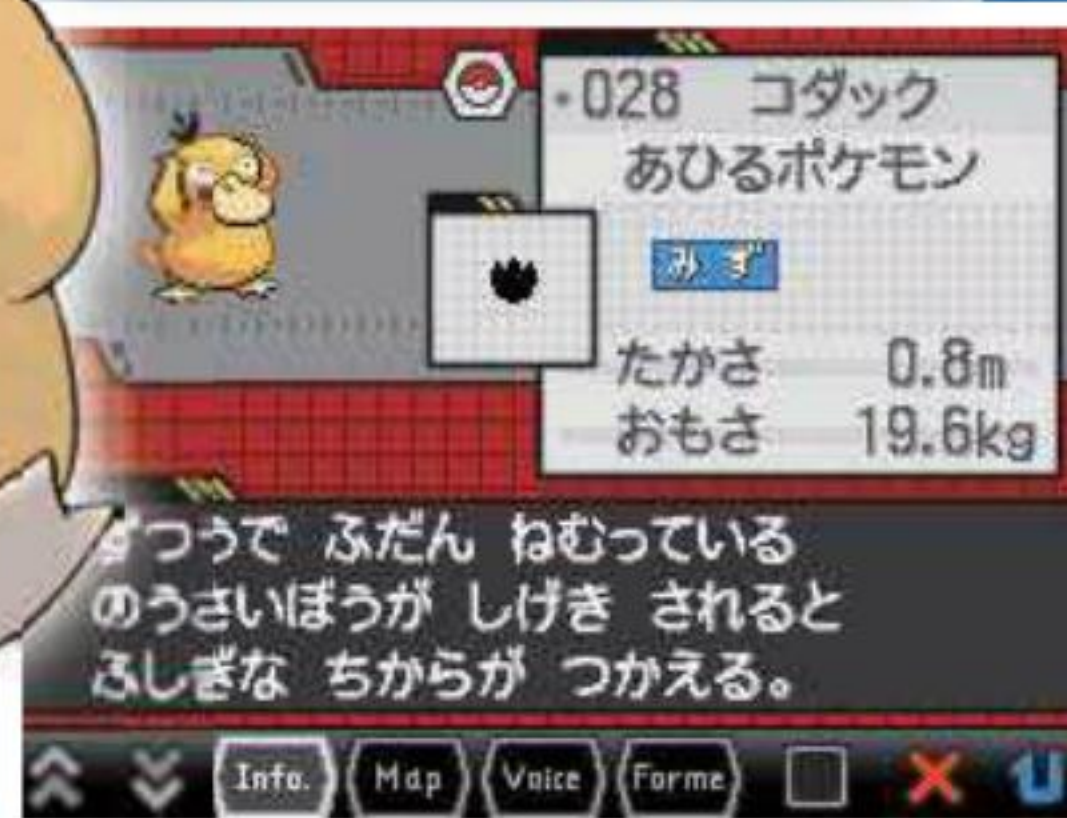 028 コダック
あひるポケモン
みず
たかさ 0.8m
おもさ 19.6kg
ずつうで ふだん ねむっている
のうさいぼうが しげき されると
ふしぎな ちからが つかえる。
Info. Map Voice Forme